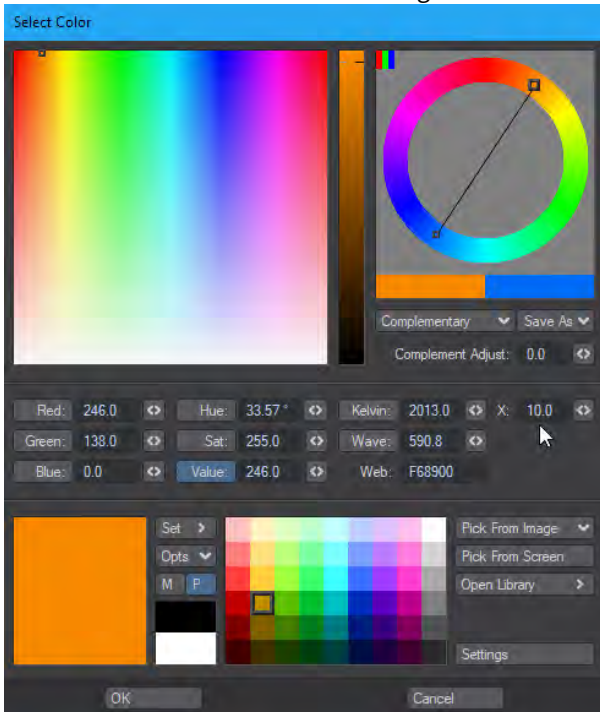 Select Color
Complementary Save As
Complement Adjust: 0.0
Red: 246.0 Hue: 33.57 ° Kelvin: 2013.0 X: 10.0
Green: 138.0 Sat: 255.0 Wave: 590.8
Blue: 0.0 Value: 246.0 Web: F68900
Set Pick From Image
Opts Pick From Screen
M P Open Library
Settings
OK Cancel